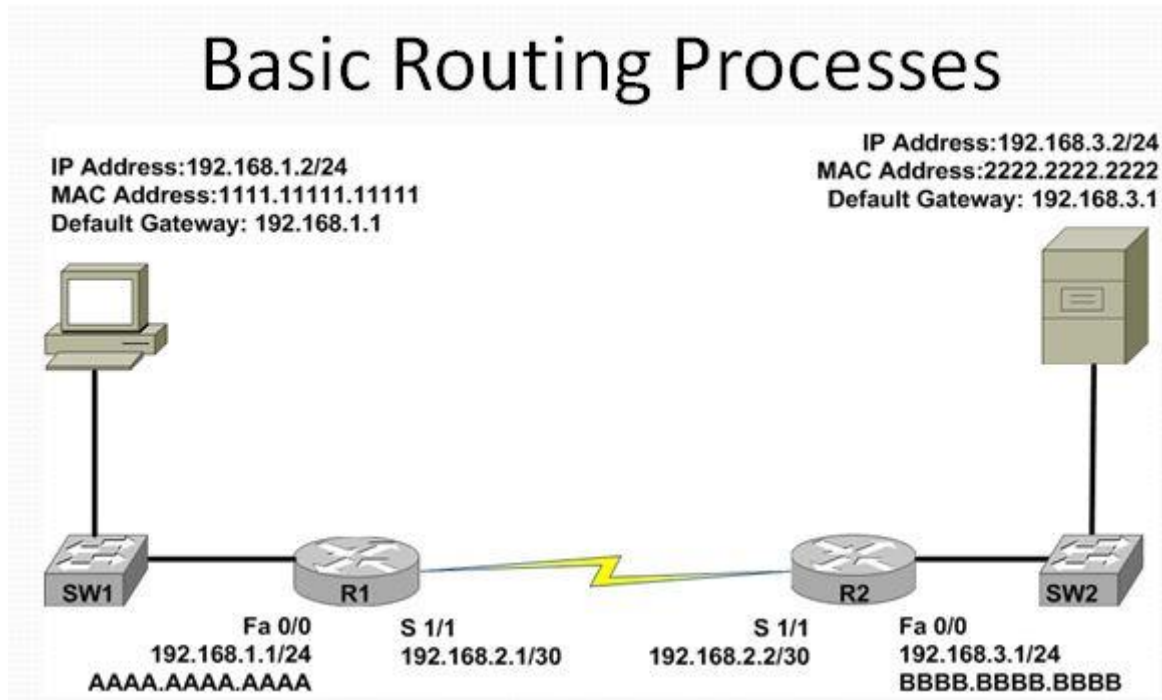 Basic Routing Processes
IP Address:192.168.1.2/24
MAC Address:1111.11111.11111
Default Gateway: 192.168.1.1
IP Address:192.168.3.2/24
MAC Address:2222.2222.2222
Default Gateway: 192.168.3.1
SW1
R1
R2
SW2
Fa 0/0
192.168.1.1/24
AAAA.AAAA.AAAA
S 1/1
192.168.2.1/30
S 1/1
192.168.2.2/30
Fa 0/0
192.168.3.1/24
BBBB.BBBB.BBBB